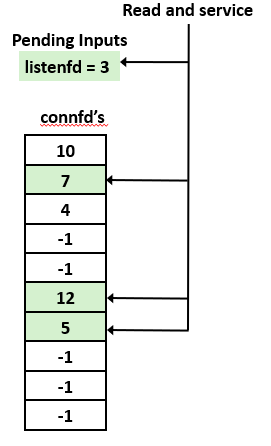 Read and service
Pending Inputs
listenfd = 3
connfd's
10
7
4
-1
-1
12
5
-1
-1
-1